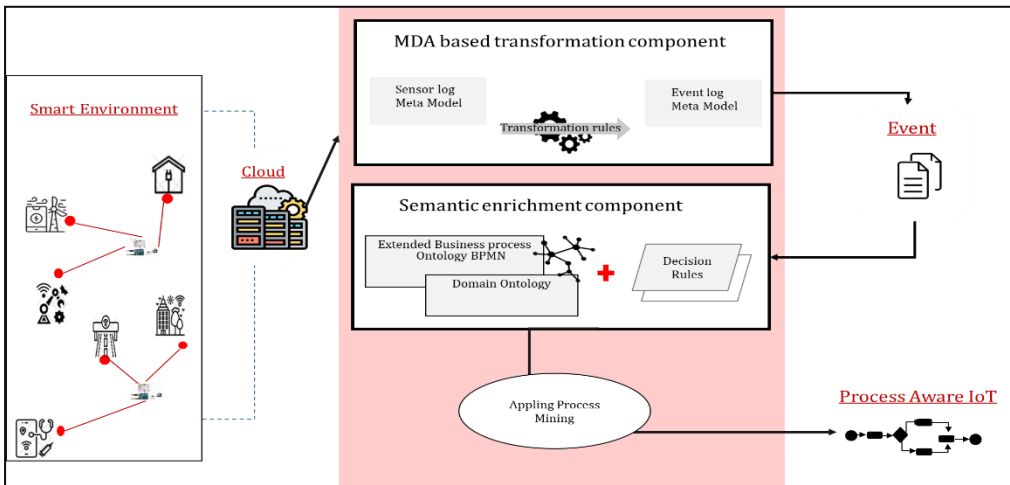 MDA based transformation component
Sensor log
Meta Model
Event log
Meta Model
Transformation rules
Smart Environment
Cloud
Event
Semantic enrichment component
Extended Business process
Ontology BPMN
Domain Ontology
Decision
Rules
Appling Process
Mining
Process Aware IoT